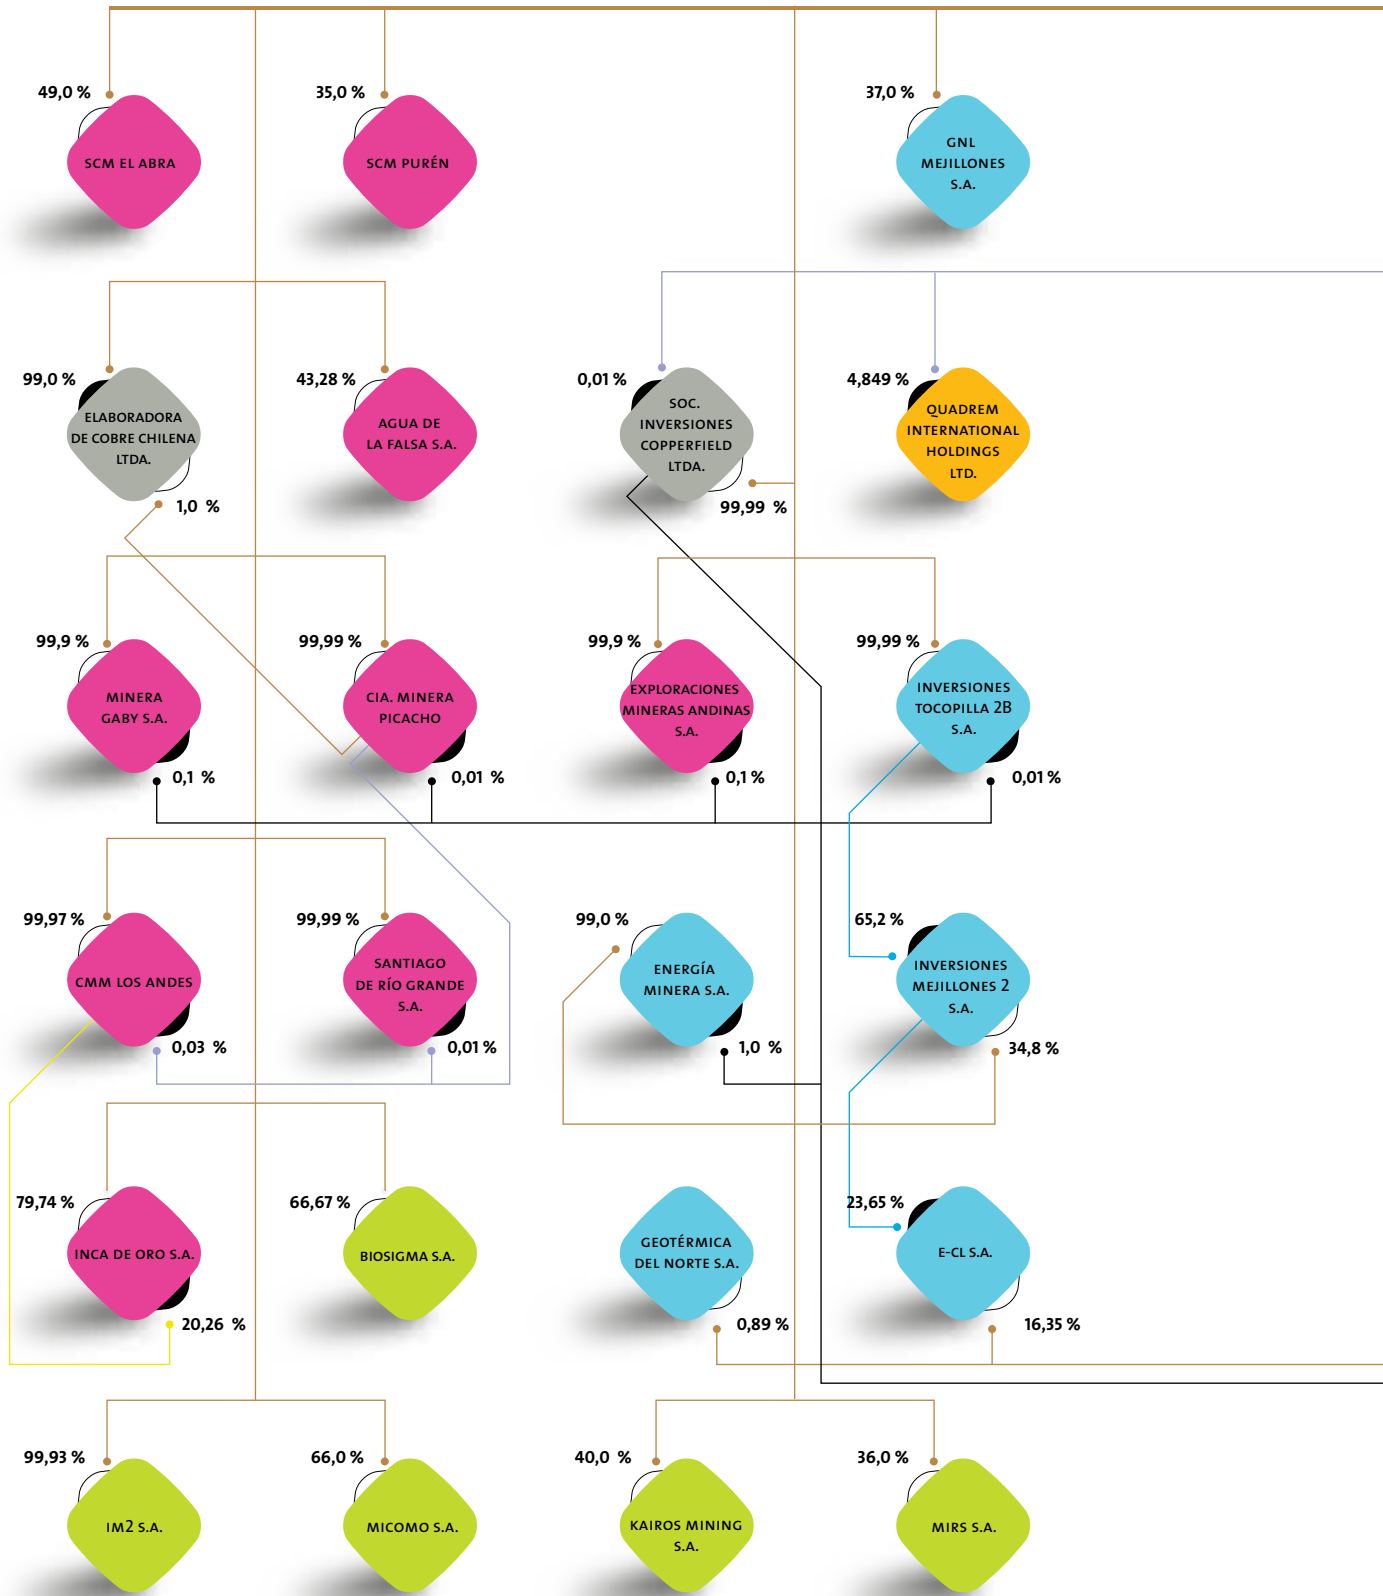 49,0 %
SCM EL ABRA
35,0 %
SCM PURÉN
37,0 %
GNL
MEJILLONES
S.A.
99,0 %
ELABORADORA
DE COBRE CHILENA
LTDA.
1,0 %
43,28 %
AGUA DE
LA FALSA S.A.
0,01 %
SOC.
INVERSIONES
COPPERFIELD
LTDA.
99,99 %
4,849 %
QUADREM
INTERNATIONAL
HOLDINGS
LTD.
99,9 %
MINERA
GABY S.A.
0,1 %
99,99 %
CIA. MINERA
PICACHO
0,01 %
99,9 %
EXPLORACIONES
MINERAS ANDINAS
S.A.
0,1 %
99,99 %
INVERSIONES
TOCOPILLA 2B
S.A.
0,01 %
99,97 %
CMM LOS ANDES
0,03 %
99,99 %
SANTIAGO
DE RÍO GRANDE
S.A.
0,01 %
99,0 %
ENERGÍA
MINERA S.A.
1,0 %
65,2 %
INVERSIONES
MEJILLONES 2
S.A.
34,8 %
79,74 %
INCA DE ORO S.A.
20,26 %
66,67 %
BIOSIGMA S.A.
GEOTÉRMICA
DEL NORTE S.A.
0,89 %
23,65 %
E-CL S.A.
16,35 %
99,93 %
IM2 S.A.
66,0 %
MICOMO S.A.
40,0 %
KAIROS MINING
S.A.
36,0 %
MIRS S.A.